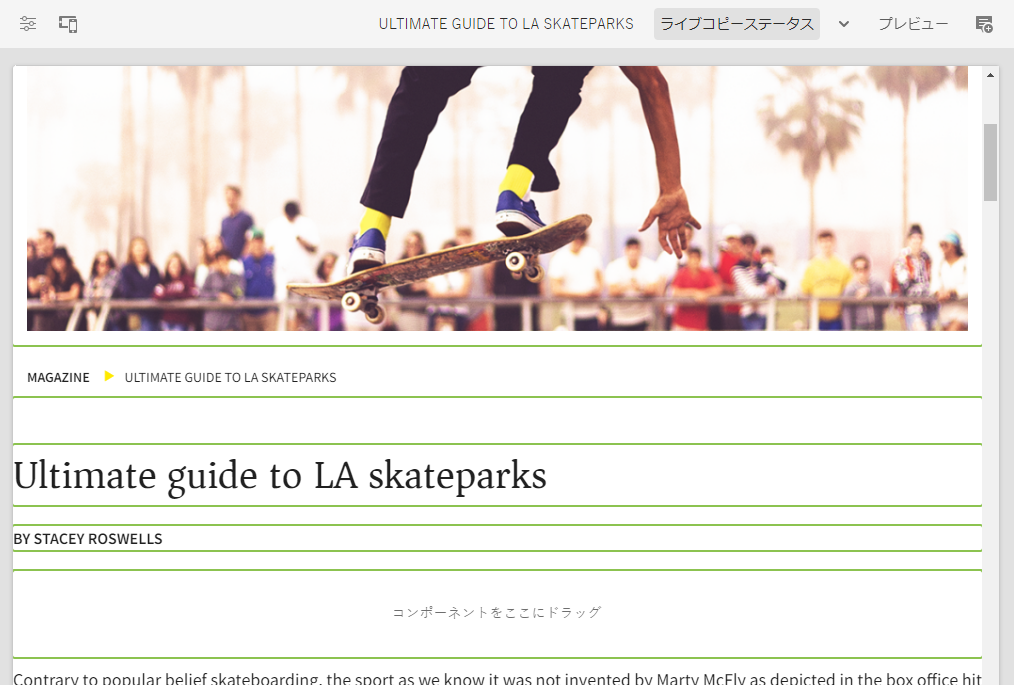 ULTIMATE GUIDE TO LA SKATEPARKS ライブコピーステータス プレビュー
MAGAZINE ULTIMATE GUIDE TO LA SKATEPARKS
Ultimate guide to LA skateparks
BY STACEY ROSWELLS
コンポーネントをここにドラッグ
Contrary to popular belief skateboarding, the sport as we know it was not invented by Marty McFly as depicted in the box office hit